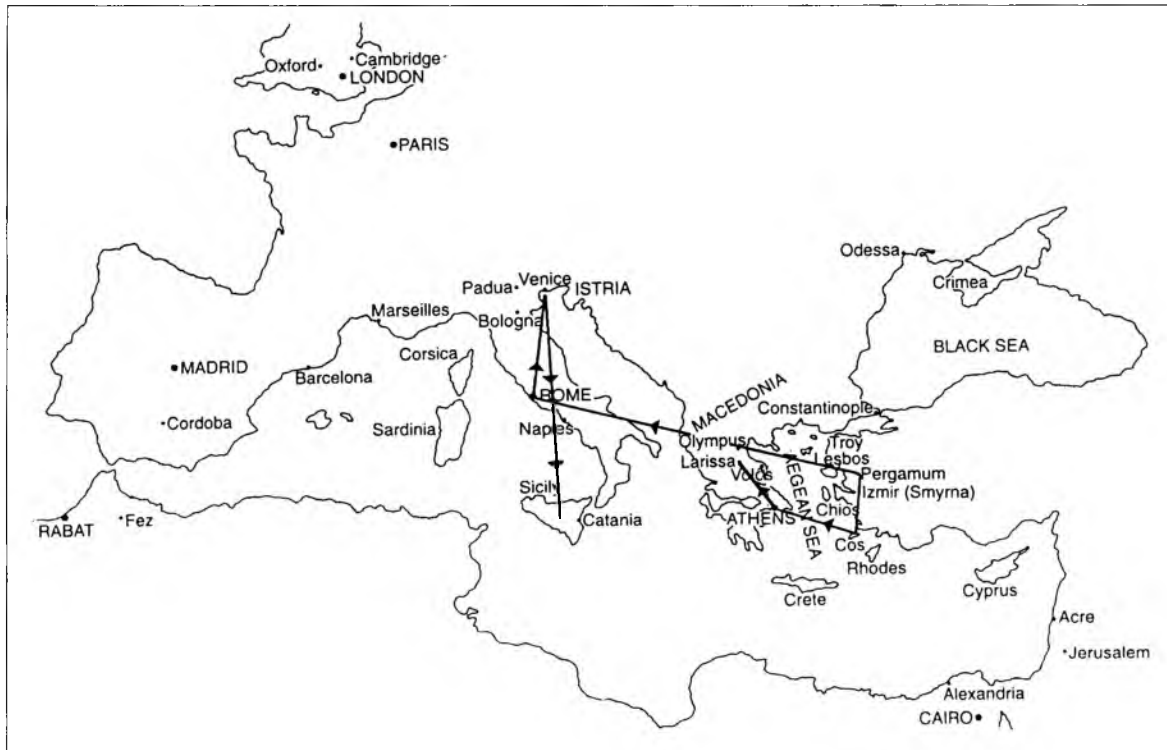 Oxford
Cambridge
LONDON
PARIS
Odessa
Crimea
Venice
Padua
ISTRIA
Bologna
Marseilles
BLACK SEA
Corsica
MADRID
Barcelona
ROME
MACEDONIA
Constantinople
Cordoba
Sardinia
Naples
Olympus
Troy
Larissa
Lesbos
Volos
Pergamum
Sicily
Izmir (Smyrna)
AEGEAN SEA
Chios
RABAT
Fez
Catania
ATHENS
Cos
Rhodes
Cyprus
Crete
Acre
Jerusalem
Alexandria
CAIRO